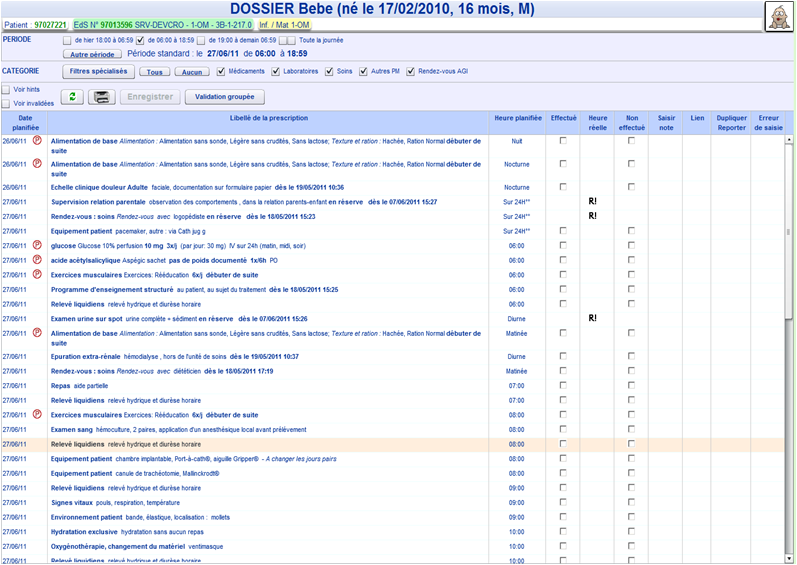 DOSSIER Bebe (né le 17/02/2010, 16 mois, M)
Patient : 97027221 EdS N° 97013596 SRV-DEVCRO - 1-OM - 3B-1-217.0 Inf. / Mat 1-OM
PERIODE de hier 18:00 à 06:59 de 06:00 à 18:59 de 19:00 à demain 06:59 Toute la journée
Autre période Période standard : le 27/06/11 de 06:00 à 18:59
CATEGORIE Filtres spécialisés Tous Aucun Médicaments Laboratoires Soins Autres PM Rendez-vous AGI
Voir hints
Voir invalidées
Enregistrer Validation groupée
Date planifiée Libellé de la prescription Heure planifiée Effectué Heure réelle Non effectué Saisir note Lien Dupliquer Reporter Erreur de saisie
26/06/11 P Alimentation de base Alimentation : Alimentation sans sonde, Légère sans crudités, Sans lactose; Texture et ration : Hachée, Ration Normal débuter de suite Nuit
26/06/11 P Alimentation de base Alimentation : Alimentation sans sonde, Légère sans crudités, Sans lactose; Texture et ration : Hachée, Ration Normal débuter de suite Nocturne
26/06/11 Echelle clinique douleur Adulte faciale, documentation sur formulaire papier dès le 19/05/2011 10:36 Nocturne
27/06/11 Supervision relation parentale observation des comportements , dans la relation parents-enfant en réserve dès le 07/06/2011 15:27 Sur 24H** R!
27/06/11 Rendez-vous : soins Rendez-vous avec logopédiste en réserve dès le 18/05/2011 15:23 Sur 24H** R!
27/06/11 Equipement patient pacemaker, autre : via Cath jug g Sur 24H**
27/06/11 P glucose Glucose 10% perfusion 10 mg 3x/j (par jour: 30 mg) IV sur 24h (matin, midi, soir) 06:00
27/06/11 P acide acétylsalicylique Aspégic sachet pas de poids documenté 1x/6h PO 06:00
27/06/11 P Exercices musculaires Exercices: Rééducation 6x/j débuter de suite 06:00
27/06/11 Programme d'enseignement structuré au patient, au sujet du traitement dès le 18/05/2011 15:25 06:00
27/06/11 Relevé liquidiens relevé hydrique et diurèse horaire 06:00
27/06/11 Examen urine sur spot urine complète + sédiment en réserve dès le 07/06/2011 15:26 Diurne R!
27/06/11 P Alimentation de base Alimentation : Alimentation sans sonde, Légère sans crudités, Sans lactose; Texture et ration : Hachée, Ration Normal débuter de suite Matinée
27/06/11 Epuration extra-rénale hémodialyse , hors de l'unité de soins dès le 19/05/2011 10:37 Diurne
27/06/11 Rendez-vous : soins Rendez-vous avec diététicien dès le 18/05/2011 17:19 Matinée
27/06/11 Repas aide partielle 07:00
27/06/11 Relevé liquidiens relevé hydrique et diurèse horaire 07:00
27/06/11 P Exercices musculaires Exercices: Rééducation 6x/j débuter de suite 08:00
27/06/11 Examen sang hémoculture, 2 paires, application d'un anesthésique local avant prélèvement 08:00
27/06/11 Relevé liquidiens relevé hydrique et diurèse horaire 08:00
27/06/11 Equipement patient chambre implantable, Port-à-cath®, aiguille Gripper® - A changer les jours pairs 08:00
27/06/11 Equipement patient canule de trachéotomie, Mallinckrodt® 08:00
27/06/11 Relevé liquidiens relevé hydrique et diurèse horaire 09:00
27/06/11 Signes vitaux pouls, respiration, température 09:00
27/06/11 Environnement patient bande, élastique, localisation : mollets 09:00
27/06/11 Hydratation exclusive hydratation sans aucun repas 10:00
27/06/11 Oxygénothérapie, changement du matériel ventimasque 10:00
27/06/11 Relevé liquidiens relevé hydrique et diurèse horaire 10:00